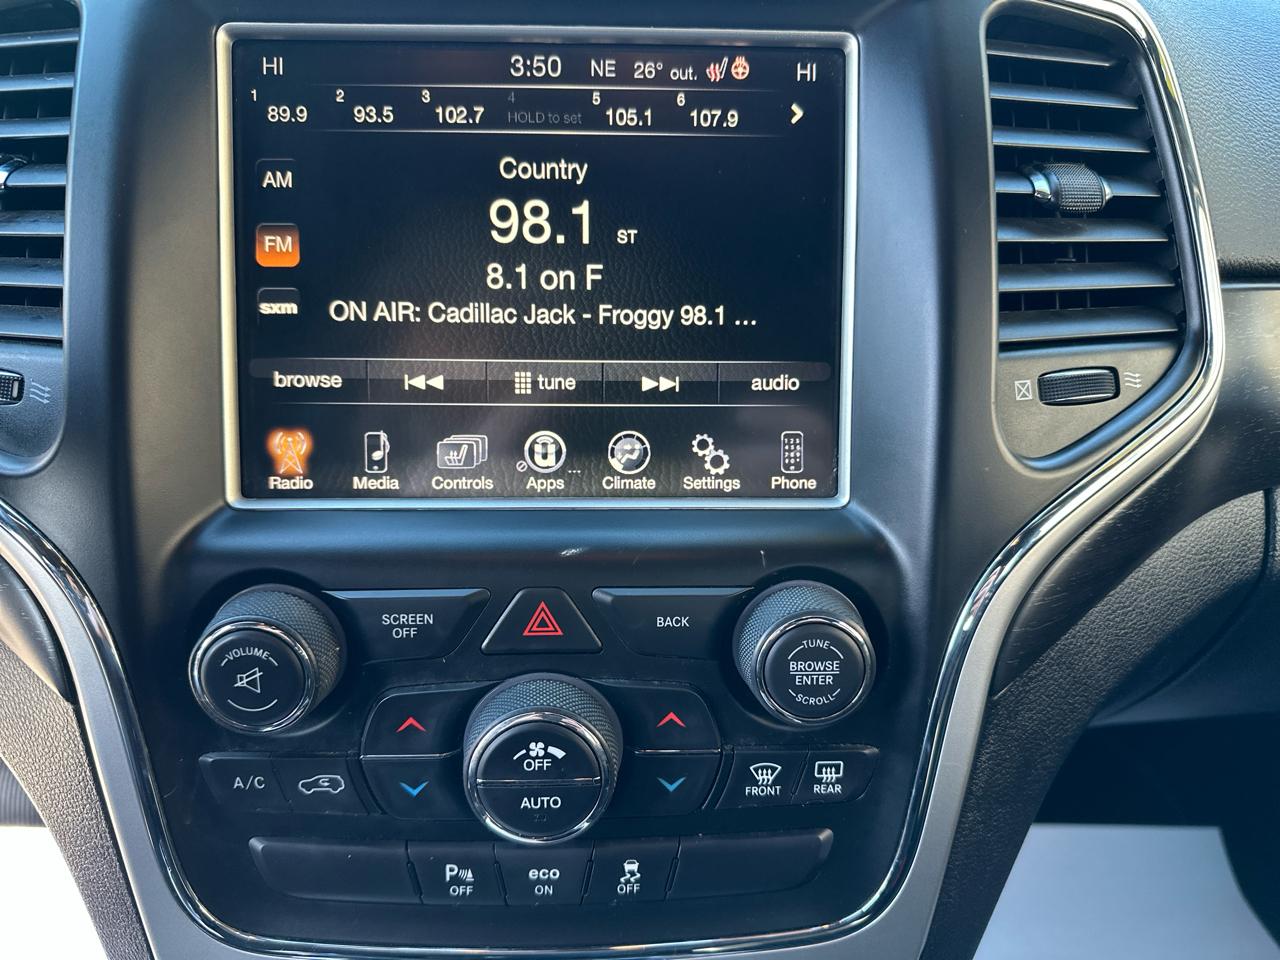 HI 3:50 NE 26° out. HI
1 89.9 2 93.5 3 102.7 4 HOLD to set 5 105.1 6 107.9
AM
Country
98.1 ST
FM
8.1 on F
sxm
ON AIR: Cadillac Jack - Froggy 98.1 ...
browse tune audio
Radio Media Controls Apps ... Climate Settings Phone
SCREEN
OFF
BACK
VOLUME
TUNE
BROWSE
ENTER
SCROLL
OFF
AUTO
A/C
FRONT
REAR
P OFF
eco
ON
OFF